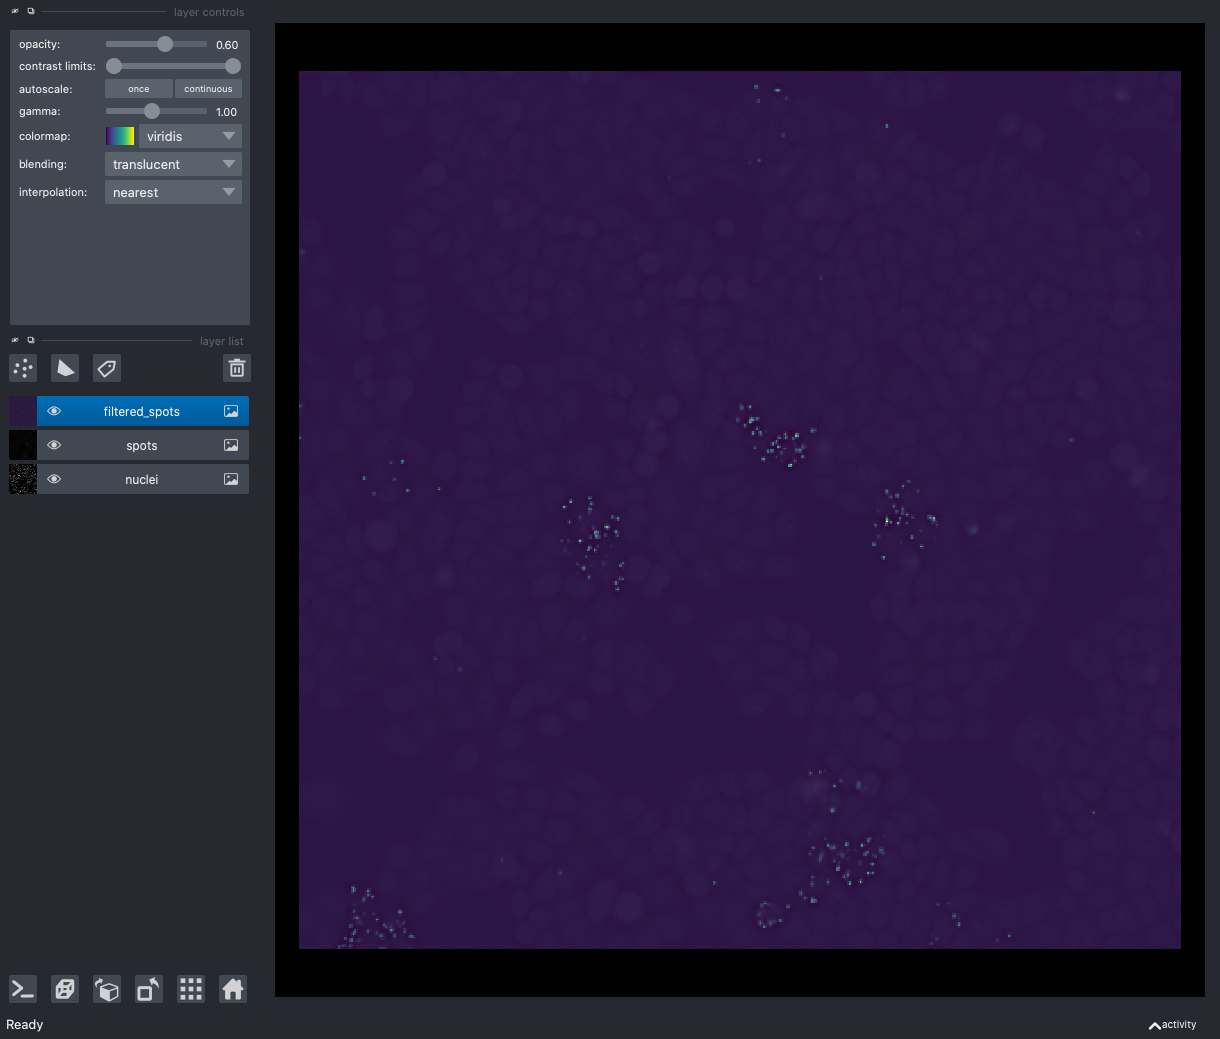 layer controls
opacity: 0.60
contrast limits:
autoscale: once continuous
gamma: 1.00
colormap: viridis
blending: translucent
interpolation: nearest
layer list
filtered_spots
spots
nuclei
Ready
activity